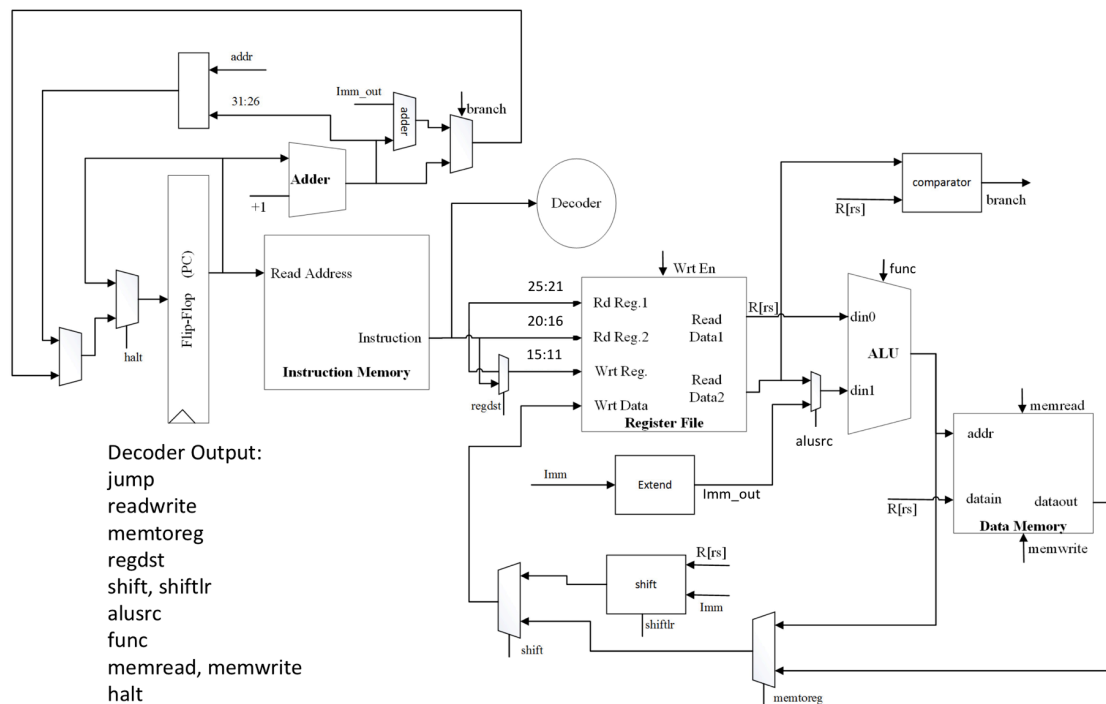 addr
31:26
Imm_out
adder
branch
Adder
+1
Flip-Flop (PC)
halt
Read Address
Instruction
Instruction Memory
Decoder
comparator
R[rs]
branch
Wrt En
func
25:21
Rd Reg.1
Read
Data1
R[rs]
20:16
Rd Reg.2
15:11
Wrt Reg.
Read
Data2
Wrt Data
Register File
regdst
din0
ALU
din1
alusrc
memread
addr
R[rs]
datain
dataout
Data Memory
memwrite
Imm
Extend
Imm_out
R[rs]
shift
Imm
shiftlr
shift
memtoreg
Decoder Output:
jump
readwrite
memtoreg
regdst
shift, shiftlr
alusrc
func
memread, memwrite
halt